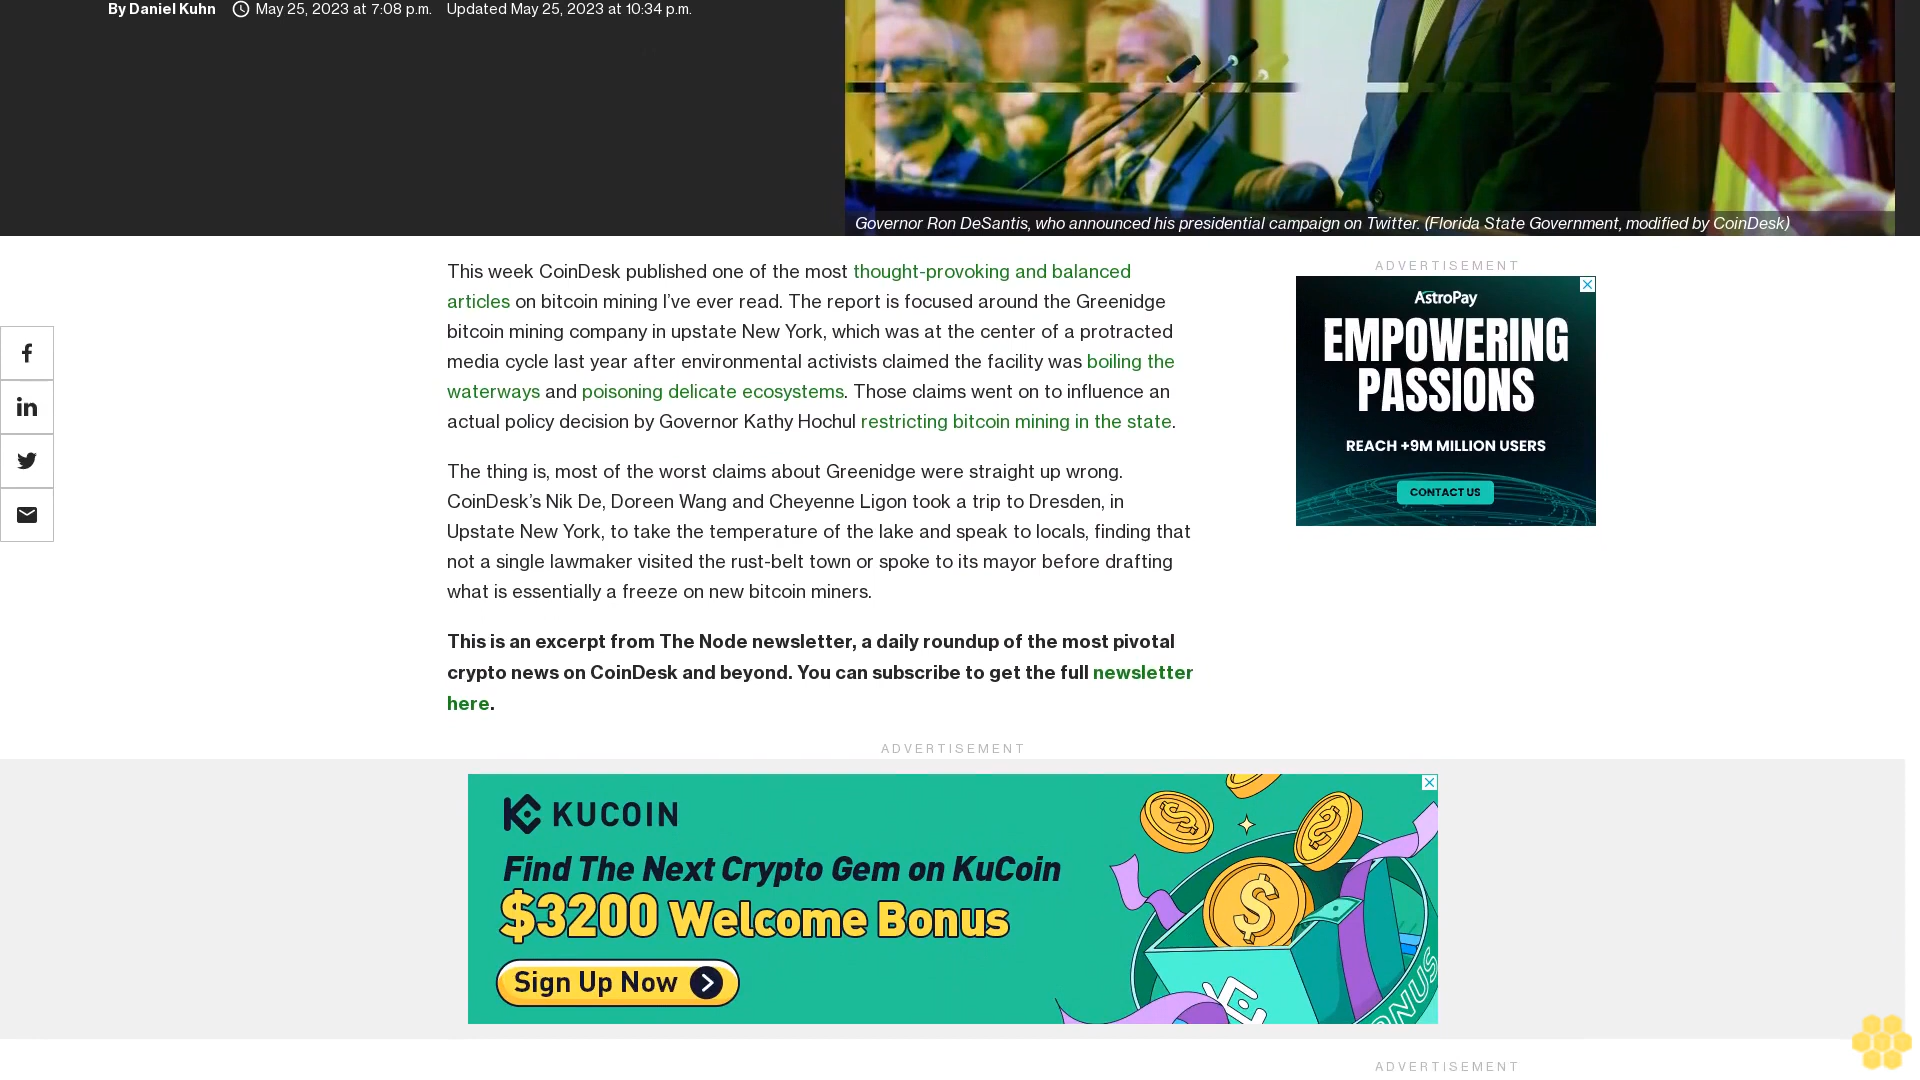 By Daniel Kuhn May 25, 2023 at 7:08 p.m. Updated May 25, 2023 at 10:34 p.m.
Governor Ron DeSantis, who announced his presidential campaign on Twitter. (Florida State Government, modified by CoinDesk)
This week CoinDesk published one of the most thought-provoking and balanced
articles on bitcoin mining I’ve ever read. The report is focused around the Greenidge
bitcoin mining company in upstate New York, which was at the center of a protracted
media cycle last year after environmental activists claimed the facility was boiling the
waterways and poisoning delicate ecosystems. Those claims went on to influence an
actual policy decision by Governor Kathy Hochul restricting bitcoin mining in the state.
The thing is, most of the worst claims about Greenidge were straight up wrong.
CoinDesk’s Nik De, Doreen Wang and Cheyenne Ligon took a trip to Dresden, in
Upstate New York, to take the temperature of the lake and speak to locals, finding that
not a single lawmaker visited the rust-belt town or spoke to its mayor before drafting
what is essentially a freeze on new bitcoin miners.
This is an excerpt from The Node newsletter, a daily roundup of the most pivotal
crypto news on CoinDesk and beyond. You can subscribe to get the full newsletter
here.
ADVERTISEMENT
AstroPay
EMPOWERING
PASSIONS
REACH +9M MILLION USERS
CONTACT US
ADVERTISEMENT
KUCOIN
Find The Next Crypto Gem on KuCoin
$3200 Welcome Bonus
Sign Up Now
BONUS
ADVERTISEMENT